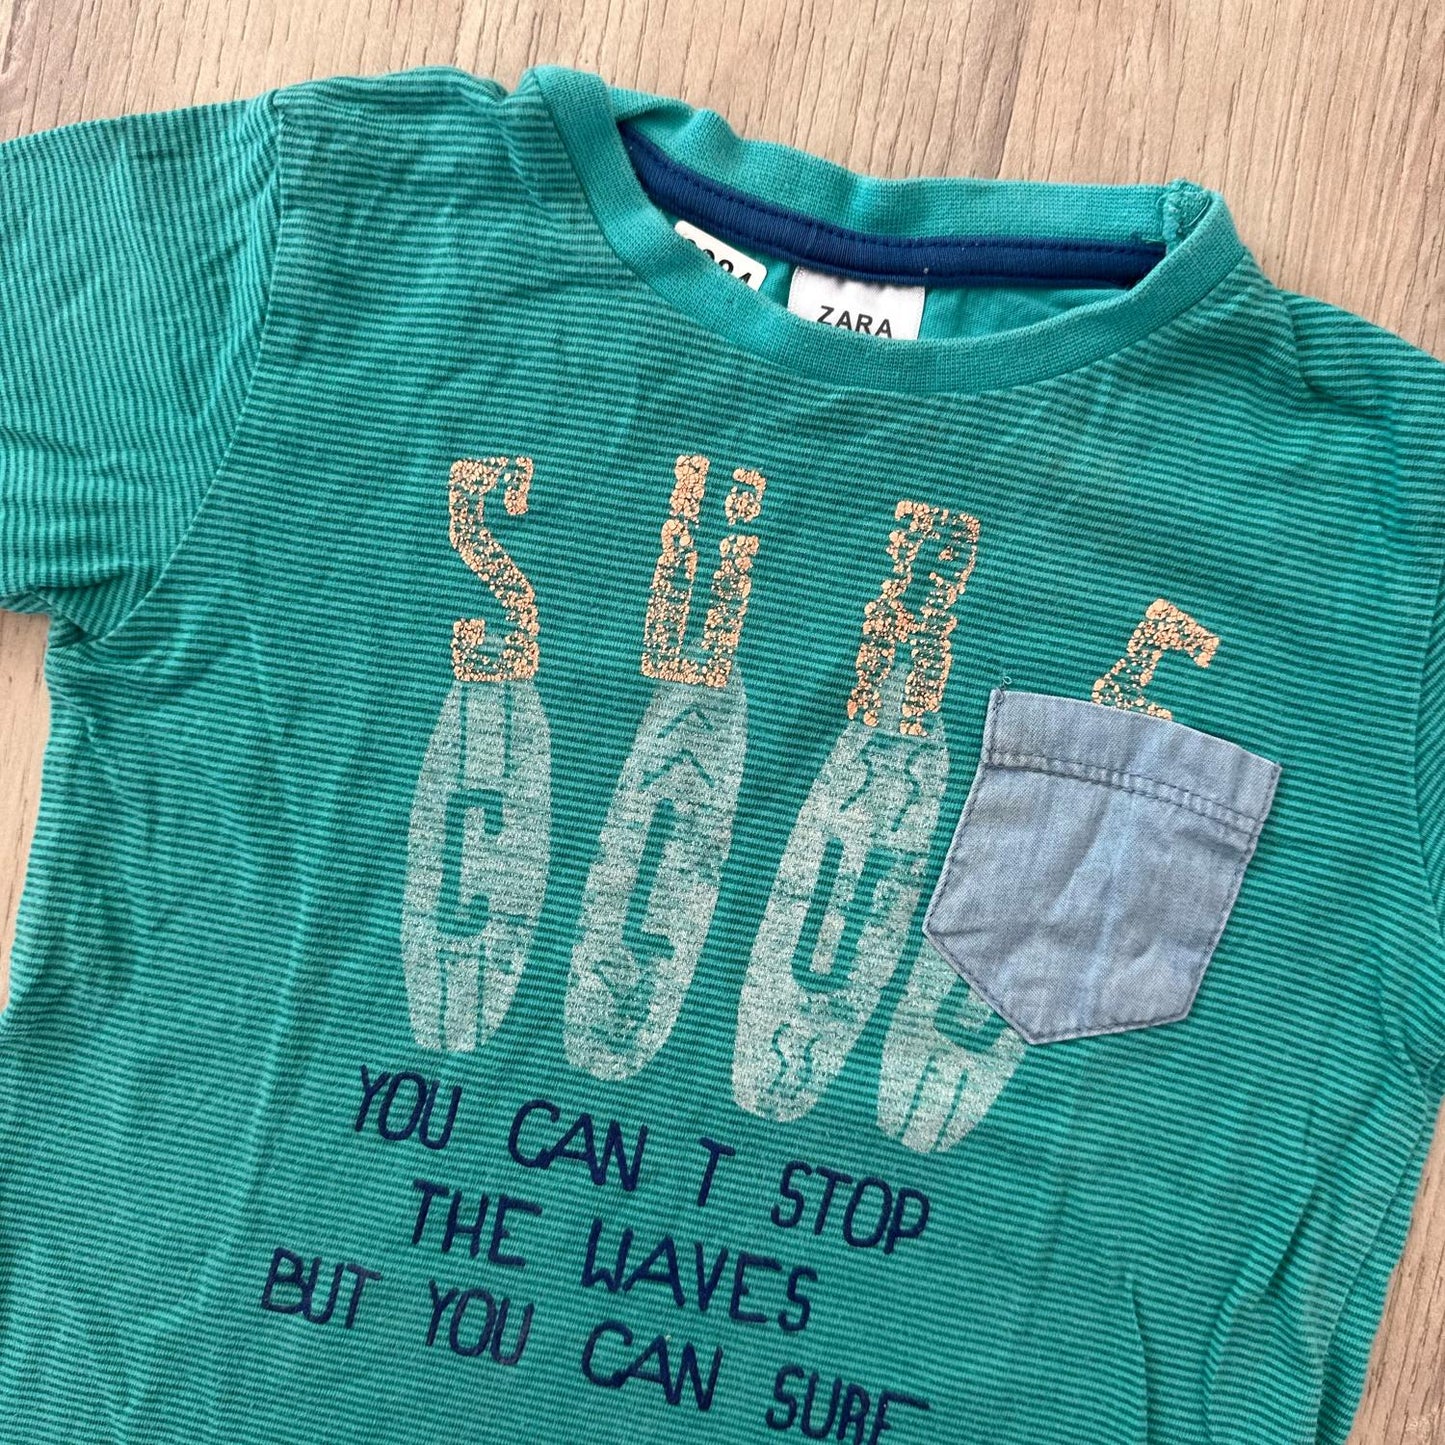 ZARA
SURF
YOU CAN T STOP
THE WAVES
BUT YOU CAN SURF